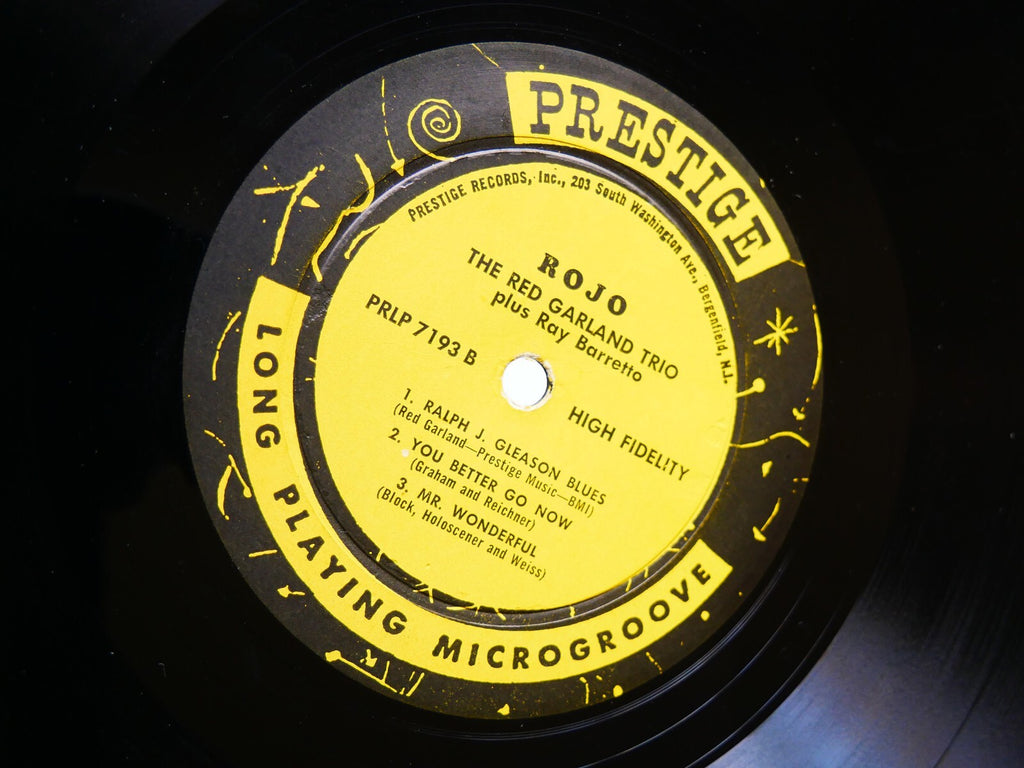 PRESTIGE
PRESTIGE RECORDS, Inc., 203 South Washington Ave., Bergenfield, N.J.
ROJO
THE RED GARLAND TRIO
plus Ray Barretto
PRLP 7193 B
HIGH FIDELITY
1. RALPH J. GLEASON BLUES
(Red Garland—Prestige Music—BMI)
2. YOU BETTER GO NOW
(Graham and Reichner)
3. MR. WONDERFUL
(Block, Holoscener and Weiss)
LONG PLAYING MICROGROOVE